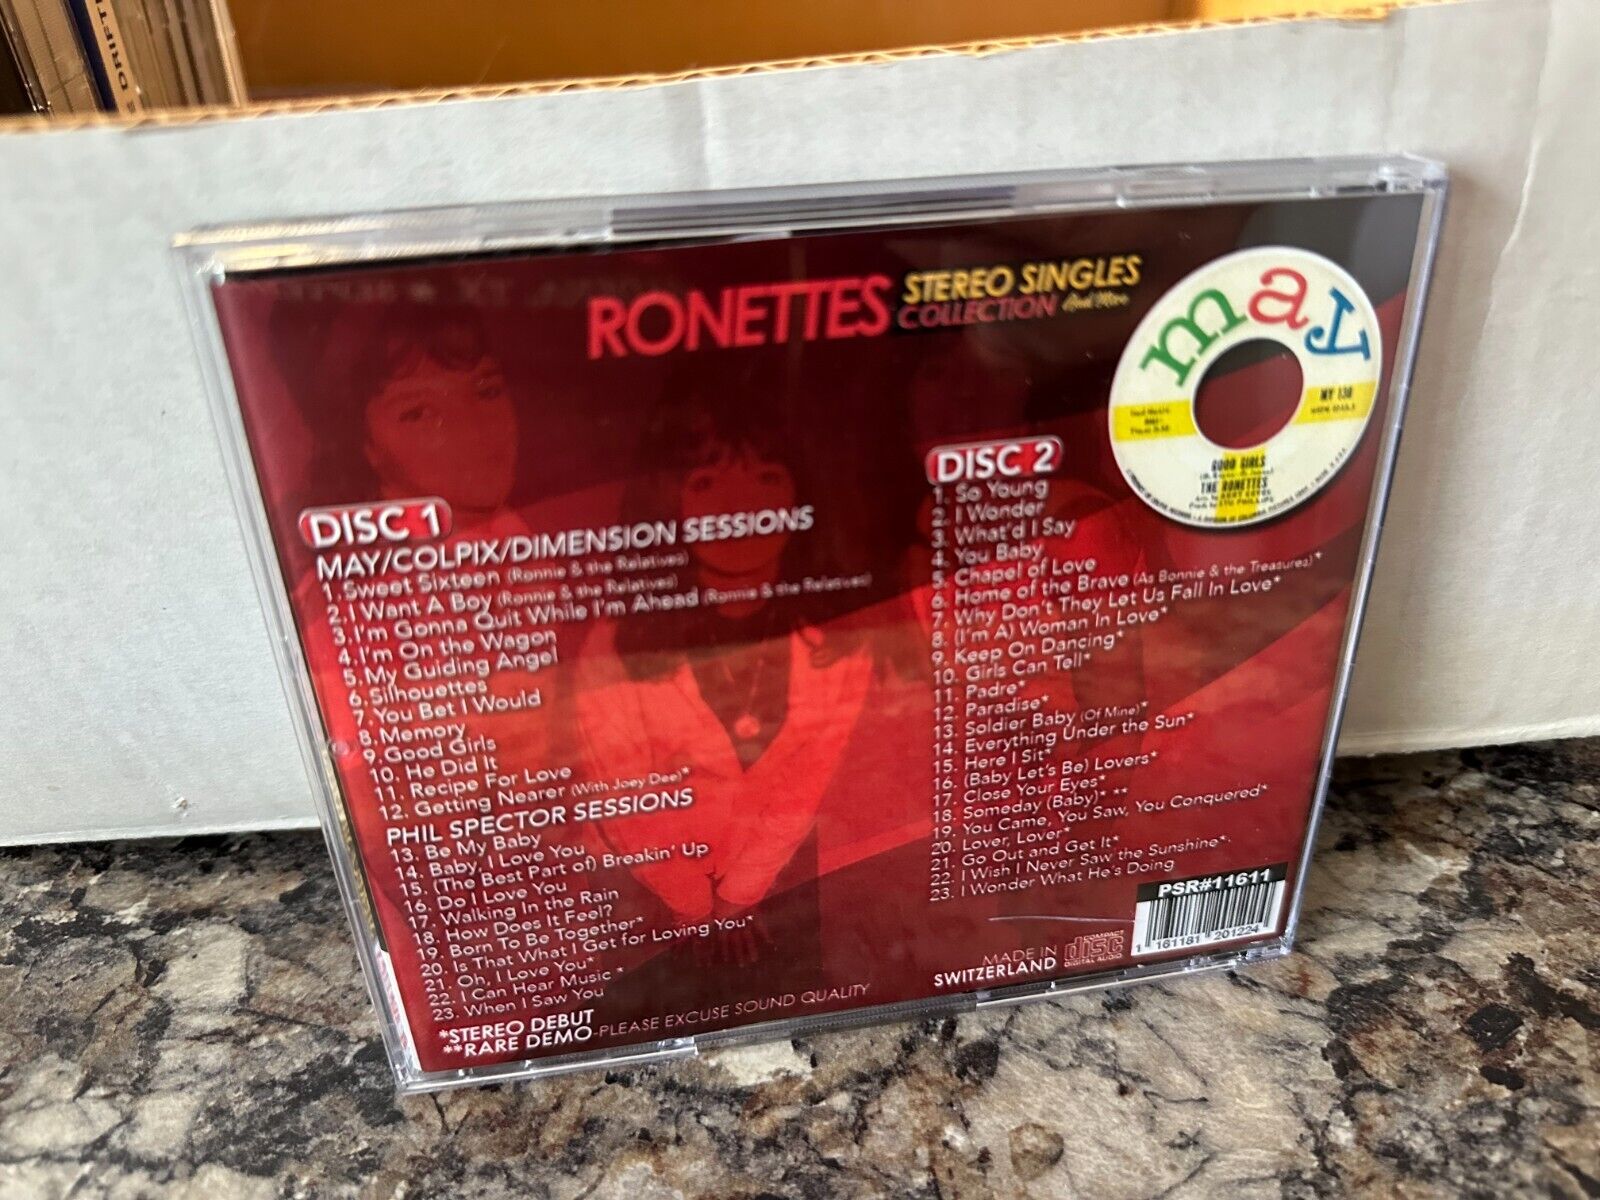 DRIFT
RONETTES
STEREO SINGLES
COLLECTION And More
may
MY 138
GOOD GIRLS
THE RONETTES
DISC 1
MAY/COLPIX/DIMENSION SESSIONS
1. Sweet Sixteen (Ronnie & the Relatives)
2. I Want A Boy (Ronnie & the Relatives)
3. I'm Gonna Quit While I'm Ahead (Ronnie & the Relatives)
4. I'm On the Wagon
5. My Guiding Angel
6. Silhouettes
7. You Bet I Would
8. Memory
9. Good Girls
10. He Did It
11. Recipe For Love
12. Getting Nearer (With Joey Dee)*
PHIL SPECTOR SESSIONS
13. Be My Baby
14. Baby, I Love You
15. (The Best Part of) Breakin' Up
16. Do I Love You
17. Walking In the Rain
18. How Does It Feel?
19. Born To Be Together*
20. Is That What I Get for Loving You*
21. Oh, I Love You*
22. I Can Hear Music *
23. When I Saw You
*STEREO DEBUT
**RARE DEMO-PLEASE EXCUSE SOUND QUALITY
DISC 2
1. So Young
2. I Wonder
3. What'd I Say
4. You Baby
5. Chapel of Love
6. Home of the Brave (As Bonnie & the Treasures)*
7. Why Don't They Let Us Fall In Love*
8. (I'm A) Woman In Love*
9. Keep On Dancing*
10. Girls Can Tell*
11. Padre*
12. Paradise*
13. Soldier Baby (Of Mine)*
14. Everything Under the Sun*
15. Here I Sit*
16. (Baby Let's Be) Lovers*
17. Close Your Eyes*
18. Someday (Baby)* **
19. You Came, You Saw, You Conquered*
20. Lover, Lover*
21. Go Out and Get It*
22. I Wish I Never Saw the Sunshine*
23. I Wonder What He's Doing
PSR#11611
1 161181 201224
MADE IN
SWITZERLAND
COMPACT
disc
DIGITAL AUDIO